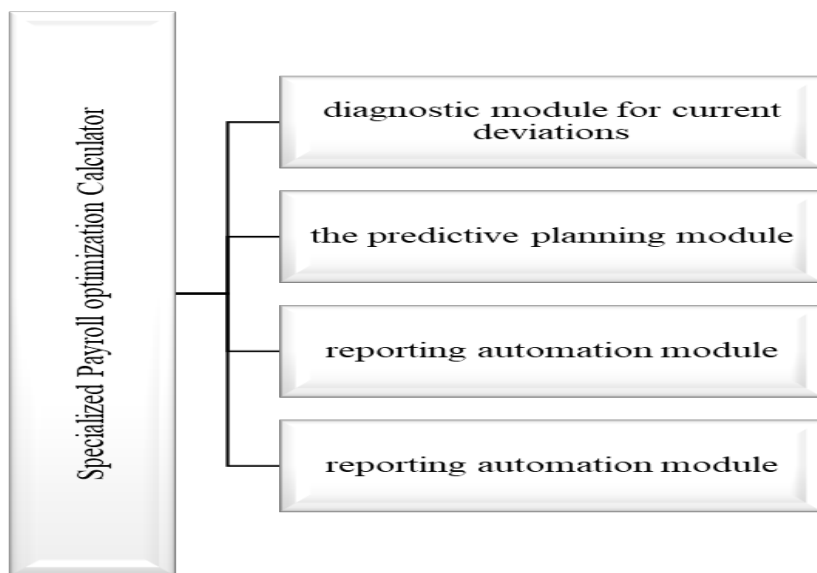 Specialized Payroll optimization Calculator
diagnostic module for current
deviations
the predictive planning module
reporting automation module
reporting automation module